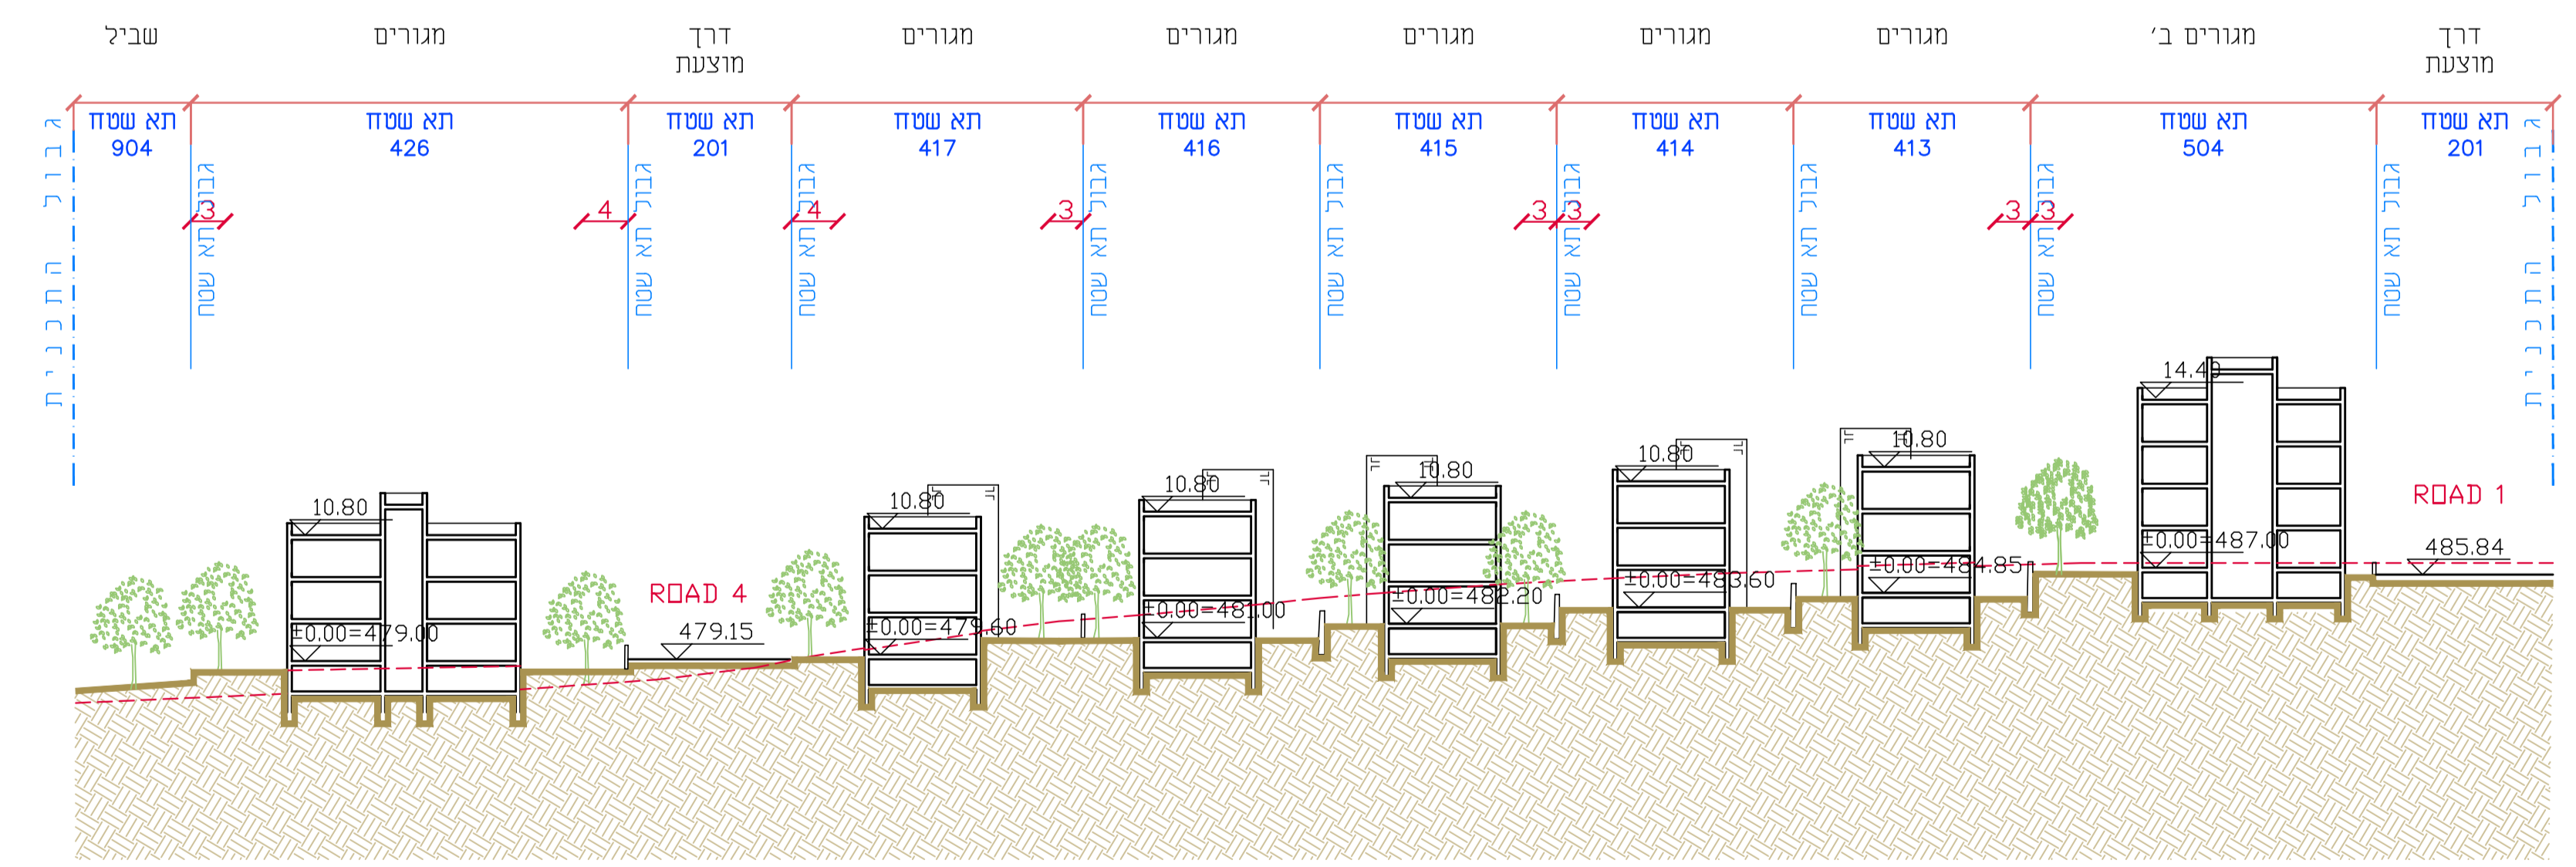 שביל
מגורים
דרך
מוצעת
מגורים
מגורים
מגורים
מגורים
מגורים
מגורים ב'
דרך
מוצעת
תא שטח
904
תא שטח
426
תא שטח
201
תא שטח
417
תא שטח
416
תא שטח
415
תא שטח
414
תא שטח
413
תא שטח
504
תא שטח
201
גבול התכנית
גבול תא שטח
גבול תא שטח
גבול תא שטח
גבול תא שטח
גבול תא שטח
גבול תא שטח
גבול תא שטח
גבול תא שטח
גבול תא שטח
גבול התכנית
3
4
4
3
3
3
3
3
10.80
±0.00=479.00
ROAD 4
479.15
10.80
±0.00=479.60
10.80
±0.00=481.00
10.80
±0.00=482.20
10.80
±0.00=483.60
10.80
±0.00=484.85
14.40
±0.00=487.00
ROAD 1
485.84